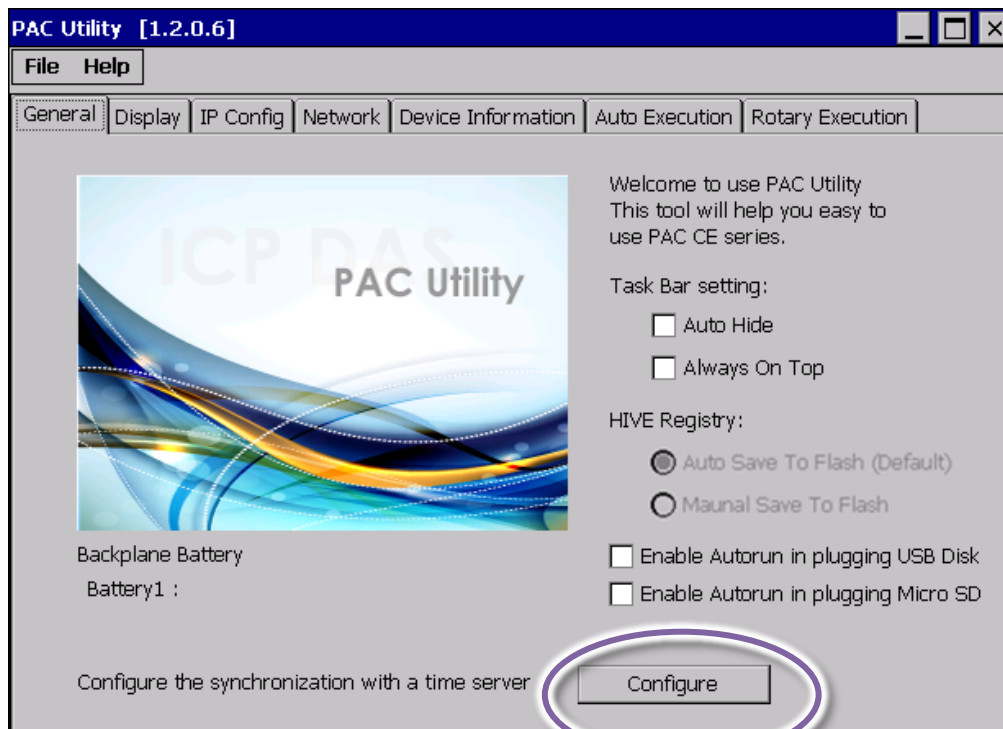 PAC Utility [1.2.0.6]
File Help
General Display IP Config Network Device Information Auto Execution Rotary Execution
ICP DAS
PAC Utility
Welcome to use PAC Utility
This tool will help you easy to
use PAC CE series.
Task Bar setting:
Auto Hide
Always On Top
HIVE Registry:
Auto Save To Flash (Default)
Maunal Save To Flash
Backplane Battery
Battery1 :
Enable Autorun in plugging USB Disk
Enable Autorun in plugging Micro SD
Configure the synchronization with a time server
Configure